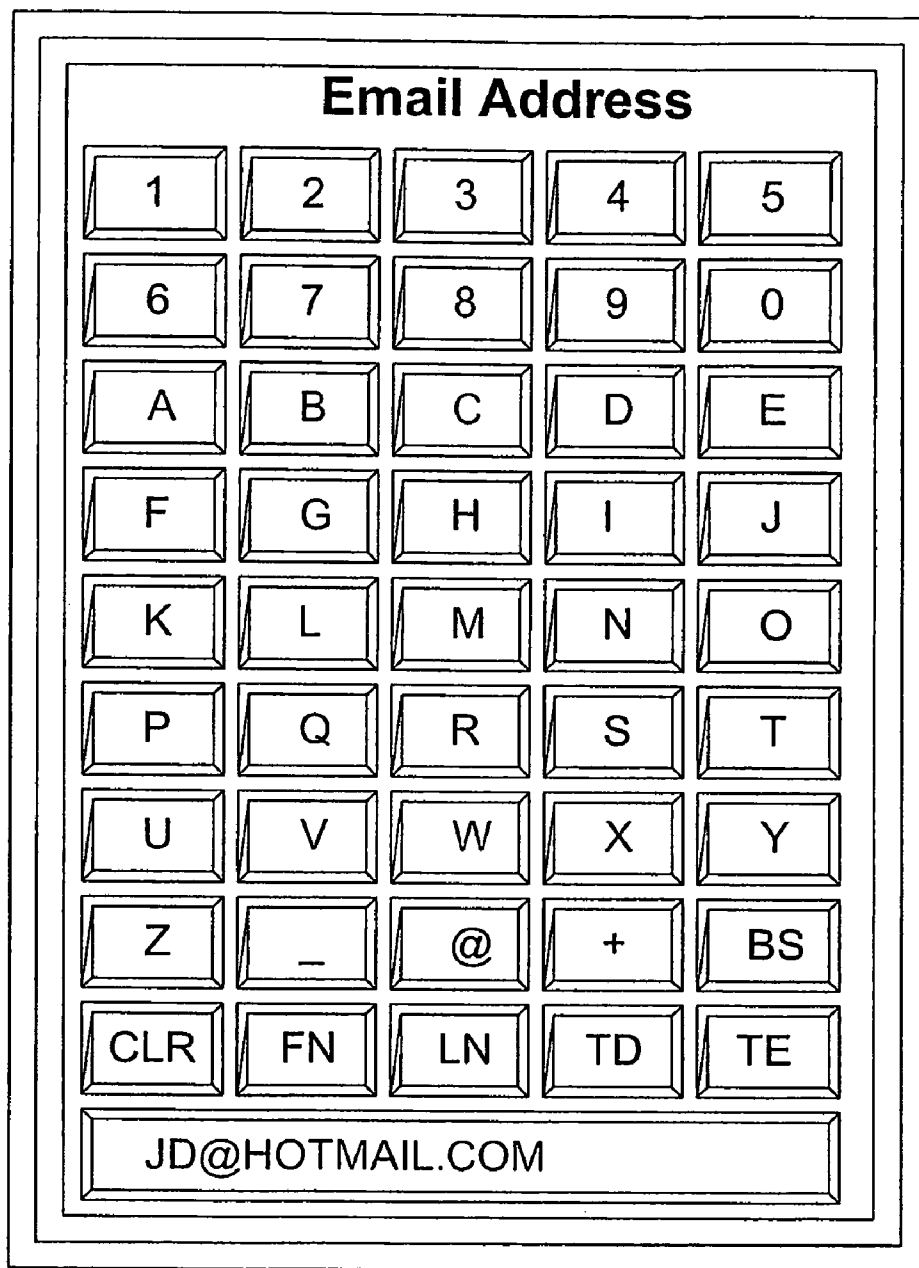 Email Address
1 2 3 4 5
6 7 8 9 0
A B C D E
F G H I J
K L M N O
P Q R S T
U V W X Y
Z _ @ + BS
CLR FN LN TD TE
JD@HOTMAIL.COM